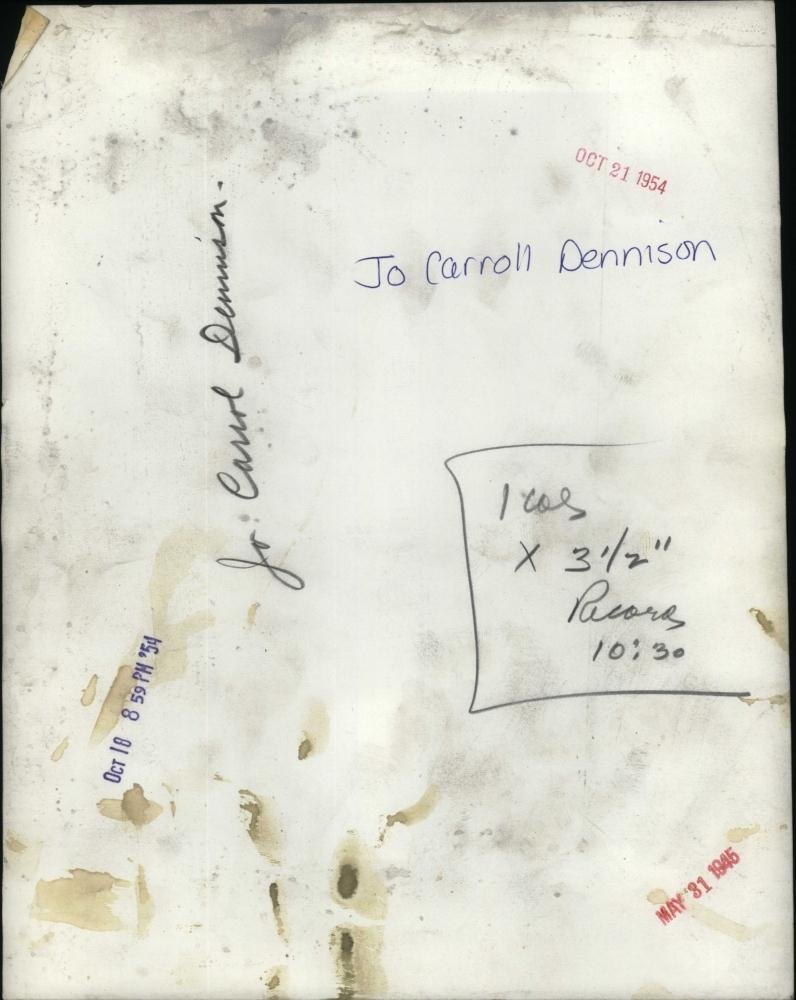 OCT 21 1954
Jo Carroll Dennison
Jo Carrol Dennison.
1 col
X 3 1/2"
Record
10:30
OCT 18 8 59 PM '54
MAY 31 1945